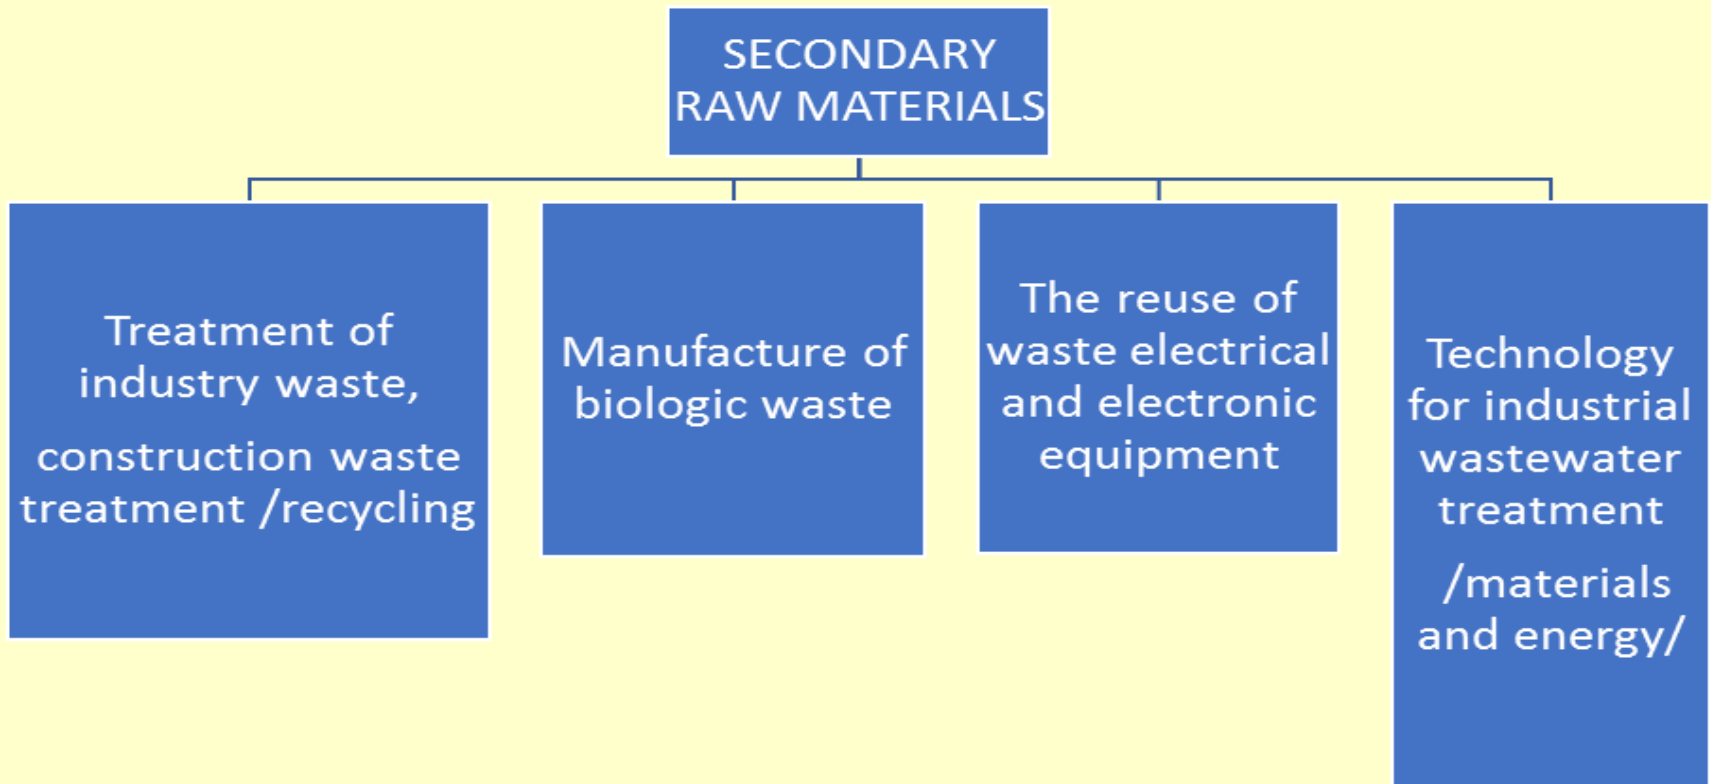 SECONDARY
RAW MATERIALS
Treatment of
industry waste,
construction waste
treatment /recycling
Manufacture of
biologic waste
The reuse of
waste electrical
and electronic
equipment
Technology
for industrial
wastewater
treatment
/materials
and energy/